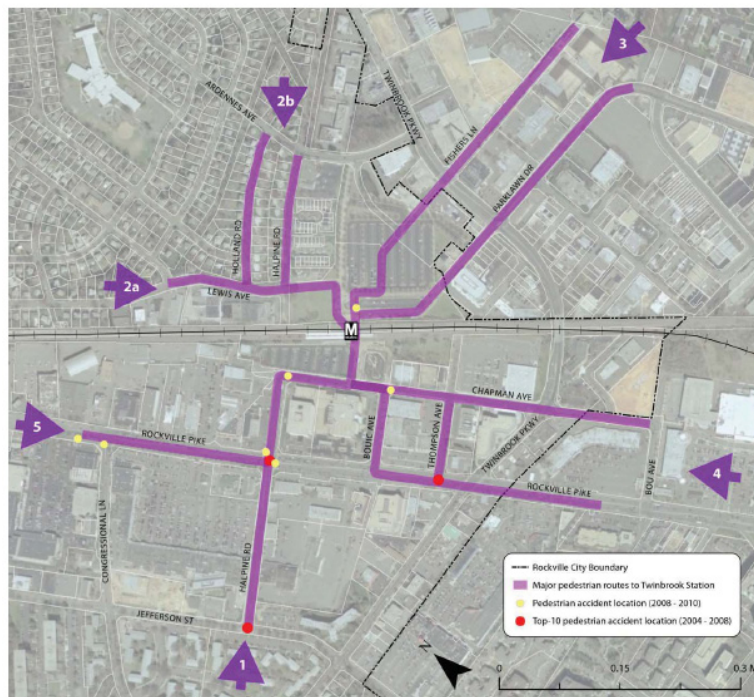 3
2b
ARDENNES AVE
TWINBROOK PKWY
FISHERS LN
PARKLAWN DR
HOLLAND RD
HALPINE RD
2a
LEWIS AVE
M
CHAPMAN AVE
5
ROCKVILLE PIKE
BOUIC AVE
THOMPSON AVE
TWINBROOK PKWY
BOU AVE
4
ROCKVILLE PIKE
CONGRESSIONAL LN
HALPINE RD
JEFFERSON ST
1
Rockville City Boundary
Major pedestrian routes to Twinbrook Station
Pedestrian accident location (2008 - 2010)
Top-10 pedestrian accident location (2004 - 2008)
N
0 0.15 0.3 M